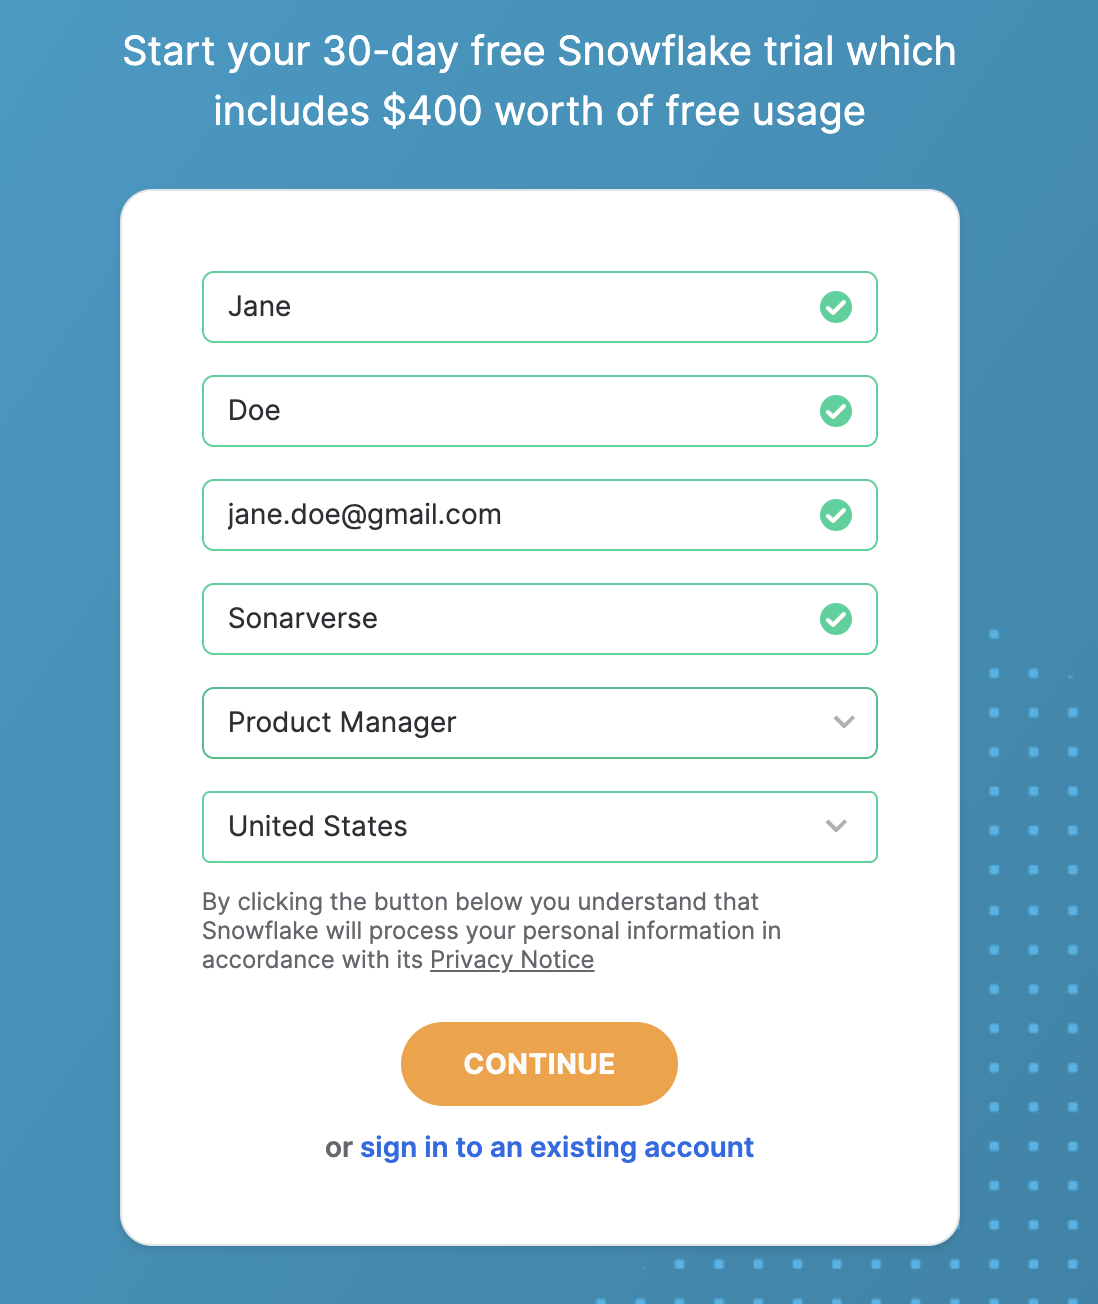 Start your 30-day free Snowflake trial which
includes $400 worth of free usage
Jane
Doe
jane.doe@gmail.com
Sonarverse
Product Manager
United States
By clicking the button below you understand that
Snowflake will process your personal information in
accordance with its Privacy Notice
CONTINUE
or sign in to an existing account